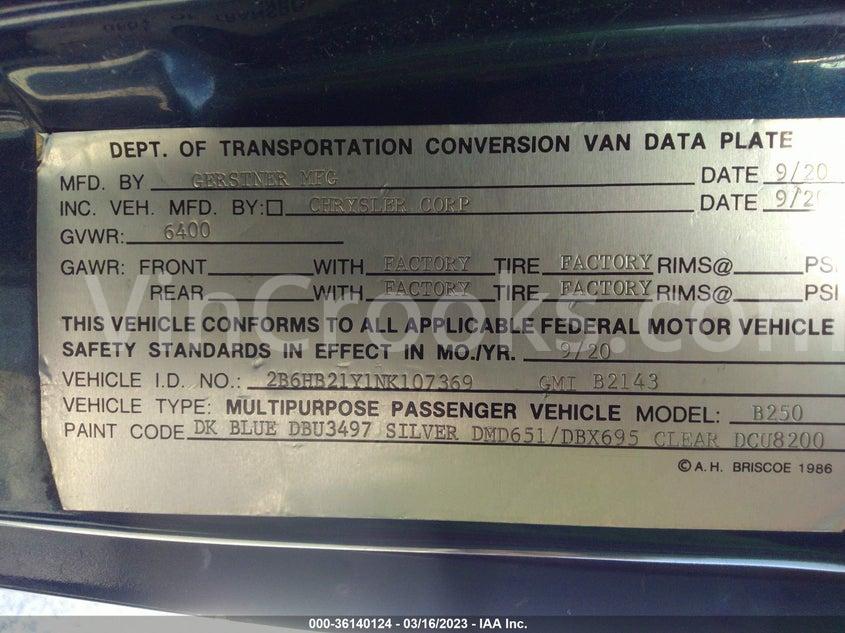 DEPT. OF TRANSPORTATION CONVERSION VAN DATA PLATE
MFD. BY GERSTNER MFG DATE 9/20
INC. VEH. MFD. BY: CHRYSLER CORP DATE 9/2
GVWR: 6400
GAWR: FRONT WITH FACTORY TIRE FACTORY RIMS@ PSI
REAR WITH FACTORY TIRE FACTORY RIMS@ PSI
THIS VEHICLE CONFORMS TO ALL APPLICABLE FEDERAL MOTOR VEHICLE
SAFETY STANDARDS IN EFFECT IN MO./YR. 9/20
VEHICLE I.D. NO.: 2B6HB21Y1NK107369 GMI B2143
VEHICLE TYPE: MULTIPURPOSE PASSENGER VEHICLE MODEL: B250
PAINT CODE DK BLUE DBU3497 SILVER DMD651/DBX695 CLEAR DCU8200
© A.H. BRISCOE 1986
VinCrooks.com
000-36140124 - 03/16/2023 - IAA Inc.